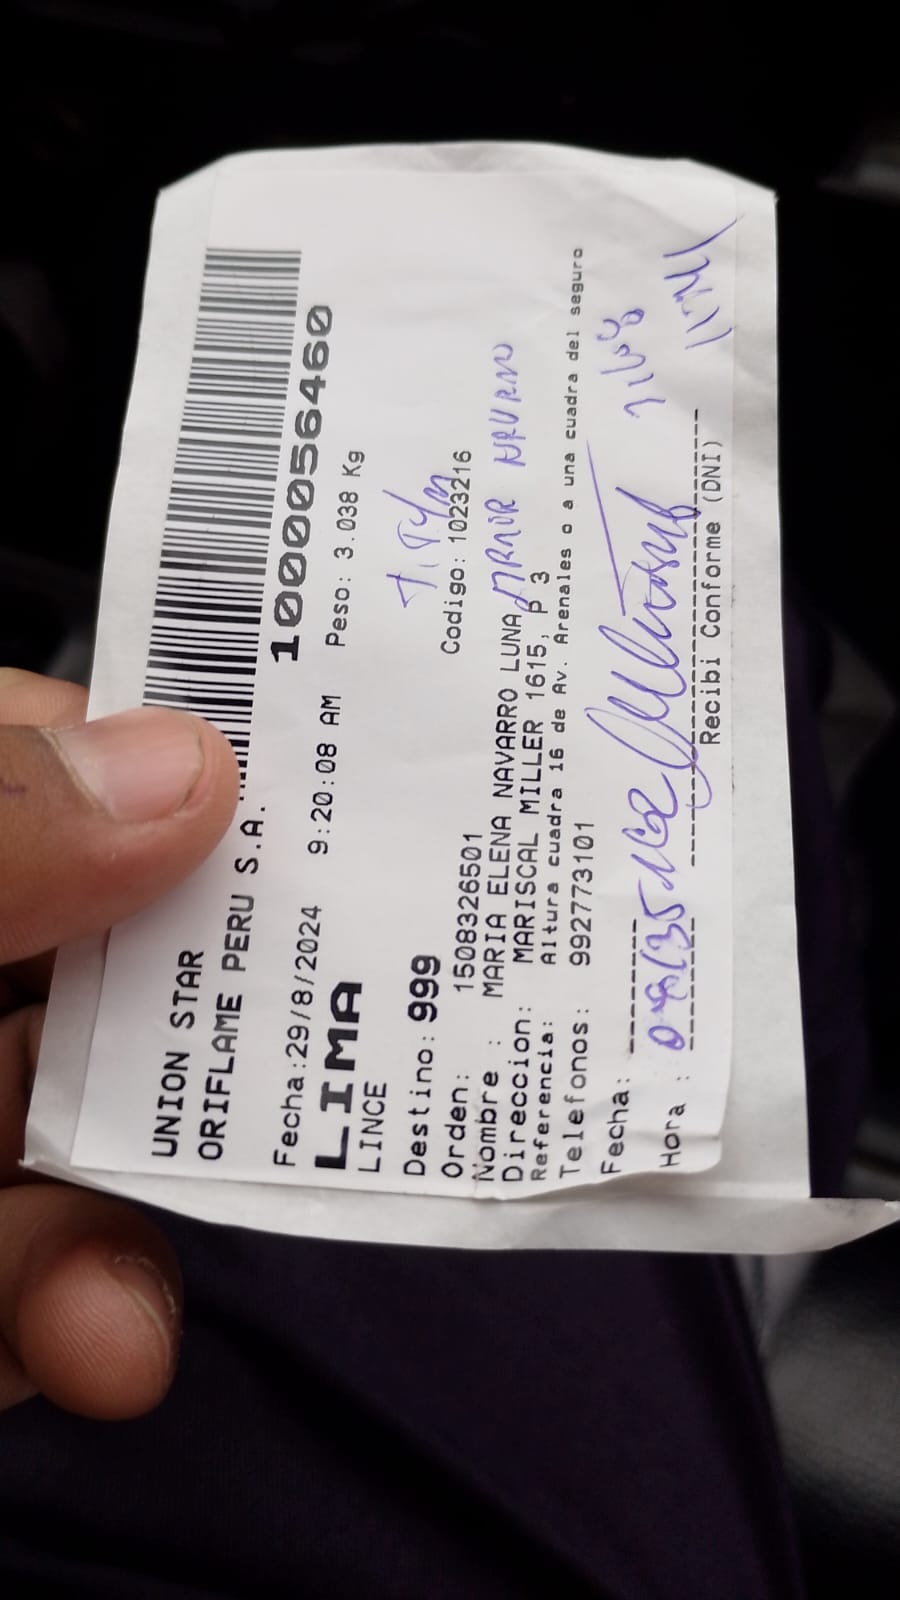 UNION STAR
ORIFLAME PERU S.A.
1000056460
Fecha:29/8/2024 9:20:08 AM Peso: 3.038 Kg
LIMA
LINCE
Destino: 999
Orden: 1508326501 Codigo: 1023216
Nombre : MARIA ELENA NAVARRO LUNA
Direccion: MARISCAL MILLER 1615, P 3
Referencia: Altura cuadra 16 de Av. Arenales o a una cuadra del seguro
Telefonos: 992773101
Fecha:
Hora :
Recibi Conforme (DNI)